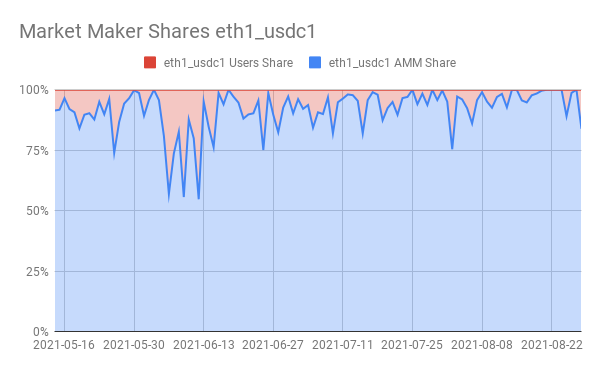 Market Maker Shares eth1_usdc1
eth1_usdc1 Users Share eth1_usdc1 AMM Share
100%
75%
50%
25%
0%
2021-05-16 2021-05-30 2021-06-13 2021-06-27 2021-07-11 2021-07-25 2021-08-08 2021-08-22